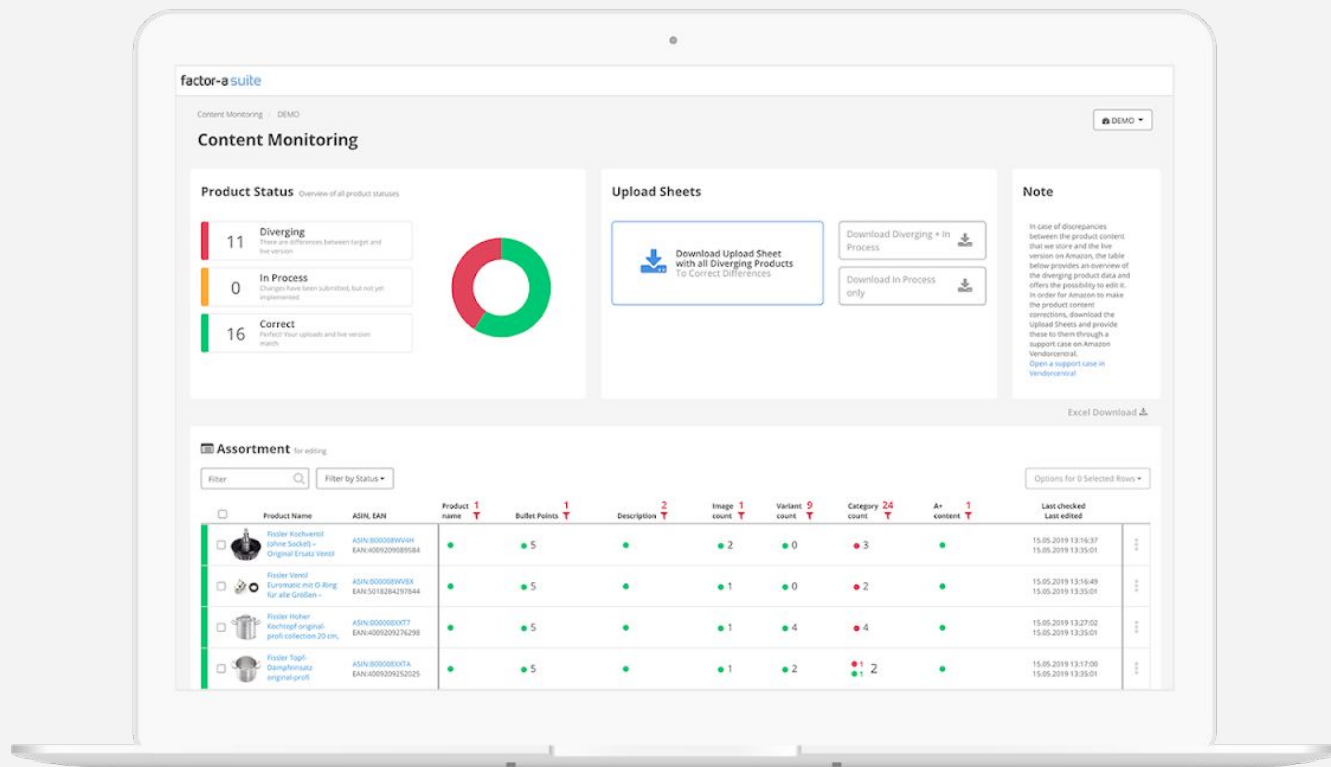 factor-a suite
Content Monitoring / DEMO
DEMO
Content Monitoring
Product Status Overview of all product statuses
11
Diverging
There are differences between target and
live version
0
In Process
Changes have been submitted, but not yet
implemented
16
Correct
Perfect! Your uploads and live version
match
Upload Sheets
Download Upload Sheet
with all Diverging Products
To Correct Differences
Download Diverging + In
Process
Download In Process
only
Note
In case of discrepancies
between the product content
that we store and the live
version on Amazon, the table
below provides an overview of
the diverging product data and
offers the possibility to edit it.
In order for Amazon to make
the product content
corrections, download the
Upload Sheets and provide
these to them through a
support case on Amazon
Vendorcentral.
Open a support case in
Vendorcentral
Excel Download
Assortment for editing
Filter
Filter by Status
Options for 0 Selected Rows
Product Name
ASIN, EAN
Product name 1
Bullet Points 1
Description 2
Image count 1
Variant count 9
Category count 24
A+ content 1
Last checked
Last edited
Fissler Kochventil
(ohne Sockel) –
Original Ersatz Ventil
ASIN:B00008WV4H
EAN:4009209089584
5
2
0
3
15.05.2019 13:16:37
15.05.2019 13:35:01
Fissler Ventil
Euromatic mit O-Ring
für alle Größen –
ASIN:B00008WV8X
EAN:5018284297844
5
1
0
2
15.05.2019 13:16:49
15.05.2019 13:35:01
Fissler Hoher
Kochtopf original-
profi collection 20 cm,
ASIN:B00008XXT7
EAN:4009209276298
5
1
4
4
15.05.2019 13:27:02
15.05.2019 13:35:01
Fissler Topf-
Dämpfeinsatz
original-profi
ASIN:B00008XXTA
EAN:4009209252025
5
1
2
1
1
2
15.05.2019 13:17:00
15.05.2019 13:35:01